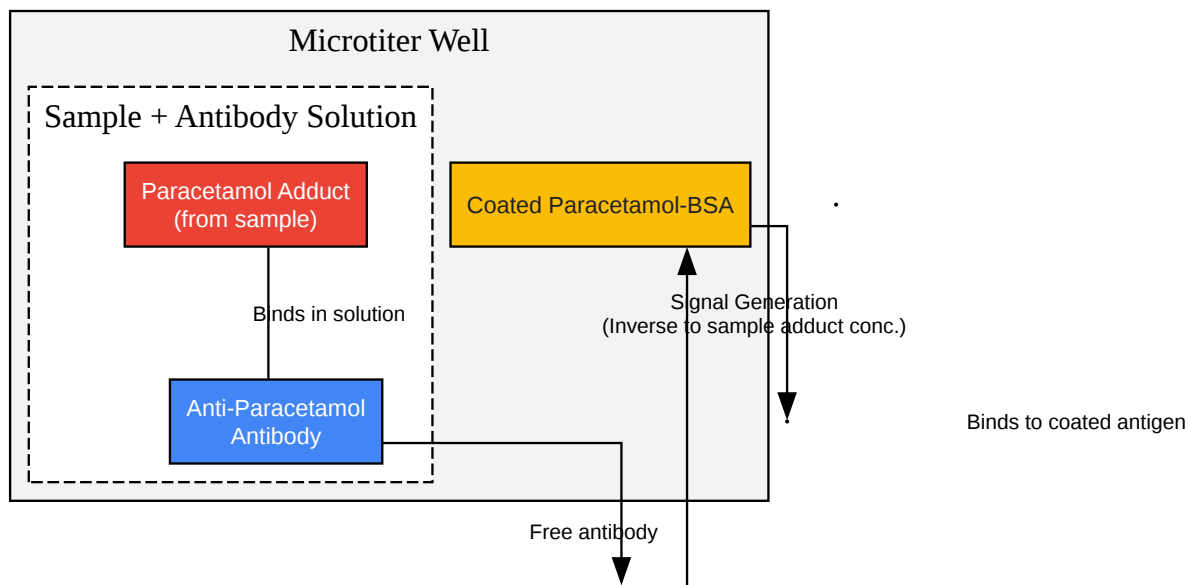 Microtiter Well
Sample + Antibody Solution
Paracetamol Adduct
(from sample)
Coated Paracetamol-BSA
Binds in solution
Signal Generation
(Inverse to sample adduct conc.)
Anti-Paracetamol
Antibody
Binds to coated antigen
Free antibody